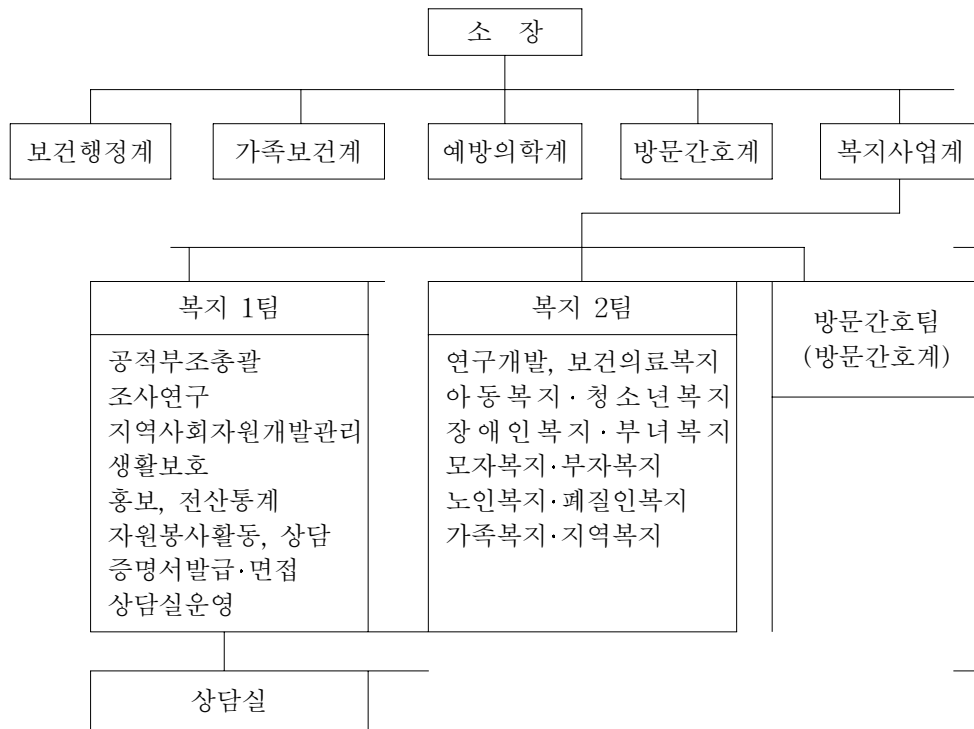 소 장
보건행정계
가족보건계
예방의학계
방문간호계
복지사업계
복지 1팀
공적부조총괄
조사연구
지역사회자원개발관리
생활보호
홍보, 전산통계
자원봉사활동, 상담
증명서발급·면접
상담실운영
복지 2팀
연구개발, 보건의료복지
아동복지·청소년복지
장애인복지·부녀복지
모자복지·부자복지
노인복지·폐질인복지
가족복지·지역복지
방문간호팀
(방문간호계)
상담실